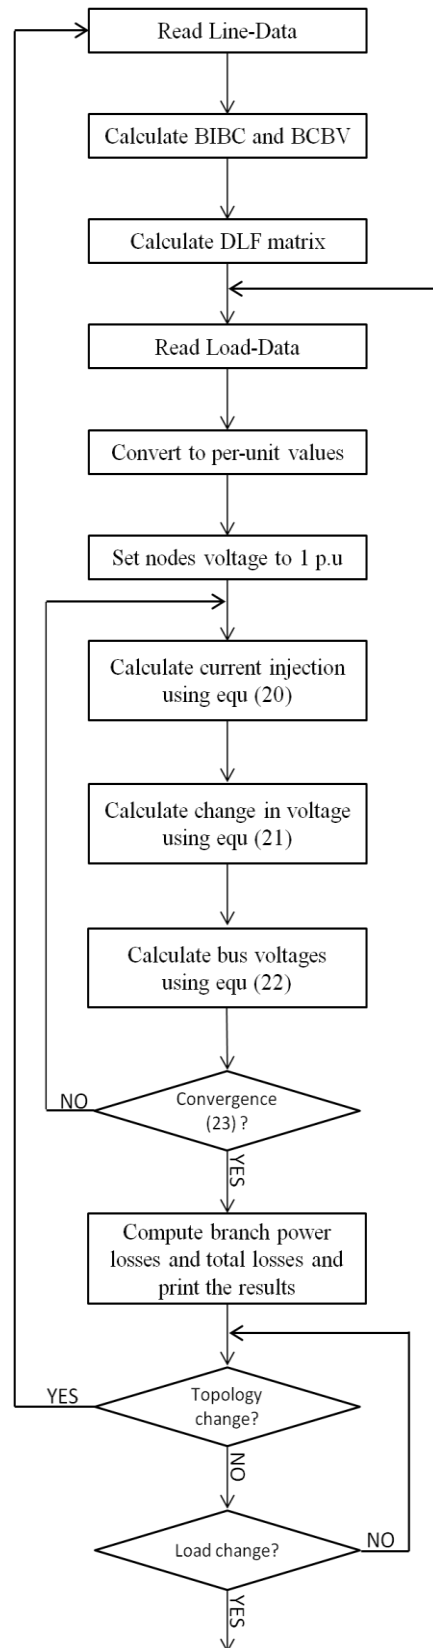 Read Line-Data
Calculate BIBC and BCBV
Calculate DLF matrix
Read Load-Data
Convert to per-unit values
Set nodes voltage to 1 p.u
Calculate current injection
using equ (20)
Calculate change in voltage
using equ (21)
Calculate bus voltages
using equ (22)
Convergence
(23) ?
NO
YES
Compute branch power
losses and total losses and
print the results
Topology
change?
YES
NO
Load change?
NO
YES